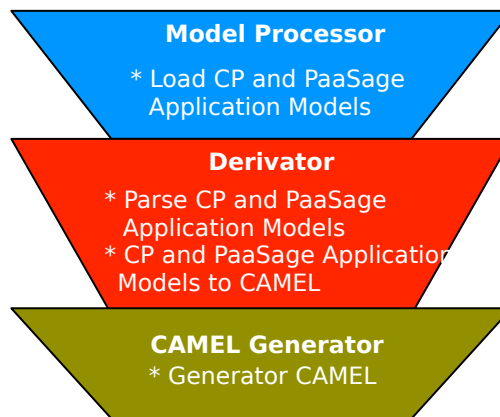 Model Processor
* Load CP and PaaSage
Application Models
Derivator
* Parse CP and PaaSage
Application Models
* CP and PaaSage Application
Models to CAMEL
CAMEL Generator
* Generator CAMEL